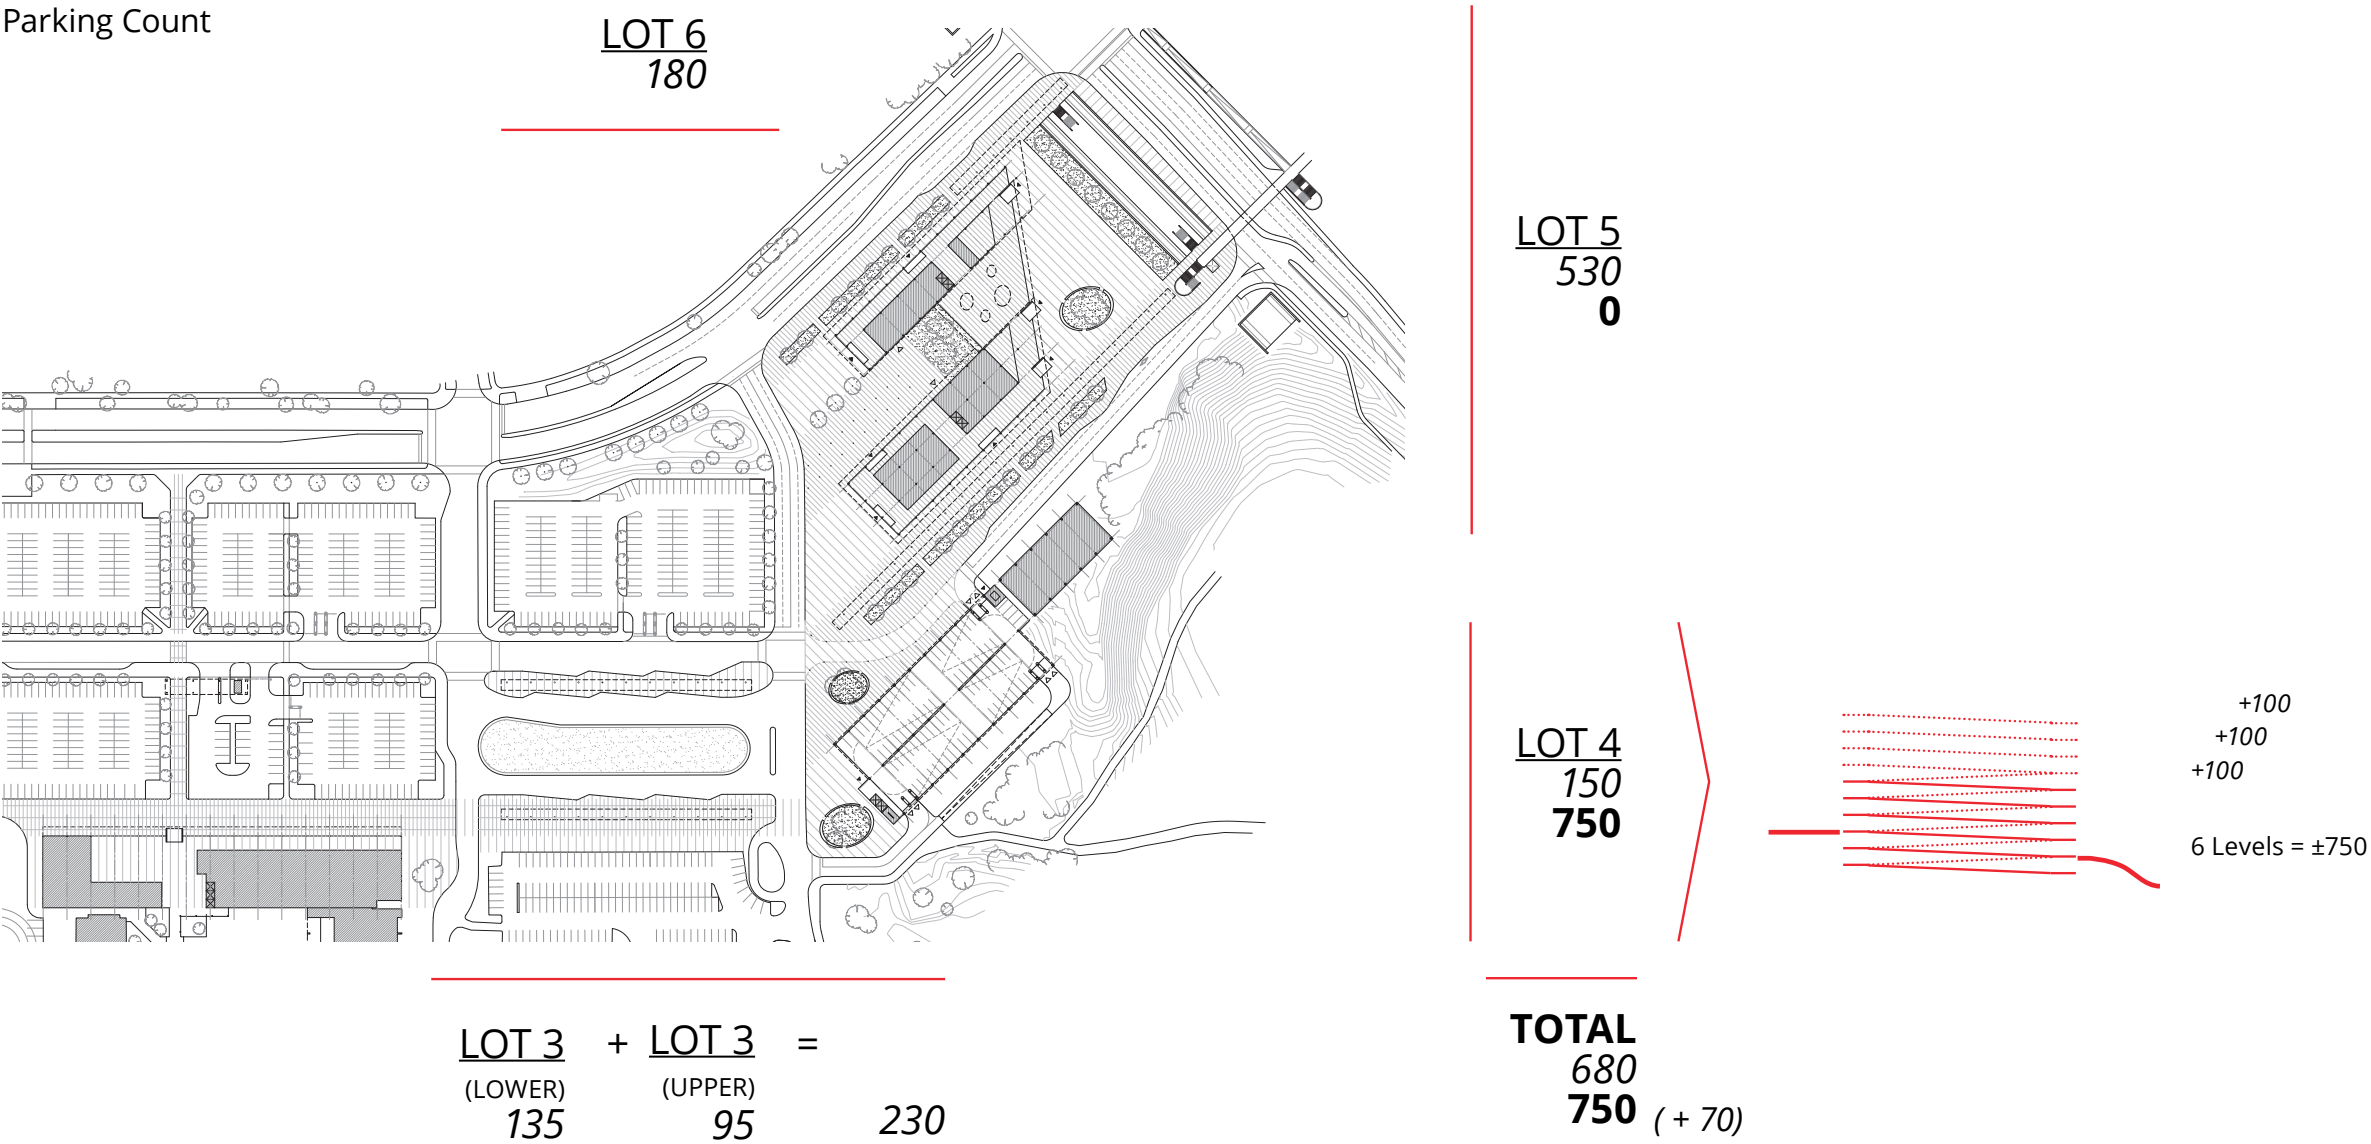 Parking Count
LOT 6
180
LOT 5
530
0
LOT 4
150
750
+100
+100
+100
6 Levels = ±750
TOTAL
680
750 ( + 70)
LOT 3 + LOT 3 =
(LOWER) (UPPER)
135 95 230